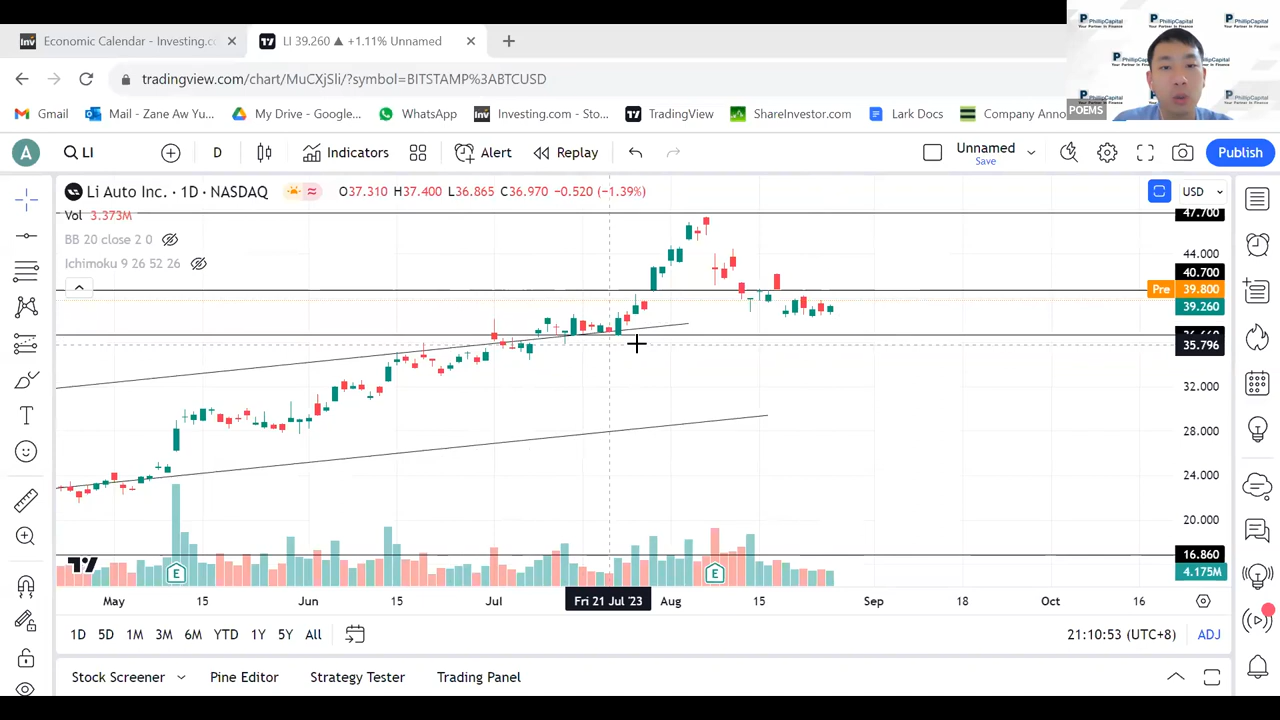 Economic Calendar - Investing.cc
LI 39.260 ▲ +1.11% Unnamed
tradingview.com/chart/MuCXjSIi/?symbol=BITSTAMP%3ABTCUSD
PhillipCapital
Your Partner in Finance
POEMS
Gmail
Mail - Zane Aw Yu...
My Drive - Google...
WhatsApp
Investing.com - Sto...
TradingView
ShareInvestor.com
Lark Docs
Company Anno
A
LI
D
Indicators
Alert
Replay
Unnamed
Save
Publish
Li Auto Inc. · 1D · NASDAQ
O37.310 H37.400 L36.865 C36.970 -0.520 (−1.39%)
USD
Vol 3.373M
BB 20 close 2 0
Ichimoku 9 26 52 26
47.700
44.000
40.700
Pre 39.800
39.260
35.796
32.000
28.000
24.000
20.000
16.860
4.175M
E
E
May
15
Jun
15
Jul
Fri 21 Jul '23
Aug
15
Sep
18
Oct
16
1D
5D
1M
3M
6M
YTD
1Y
5Y
All
21:10:53 (UTC+8)
ADJ
Stock Screener
Pine Editor
Strategy Tester
Trading Panel